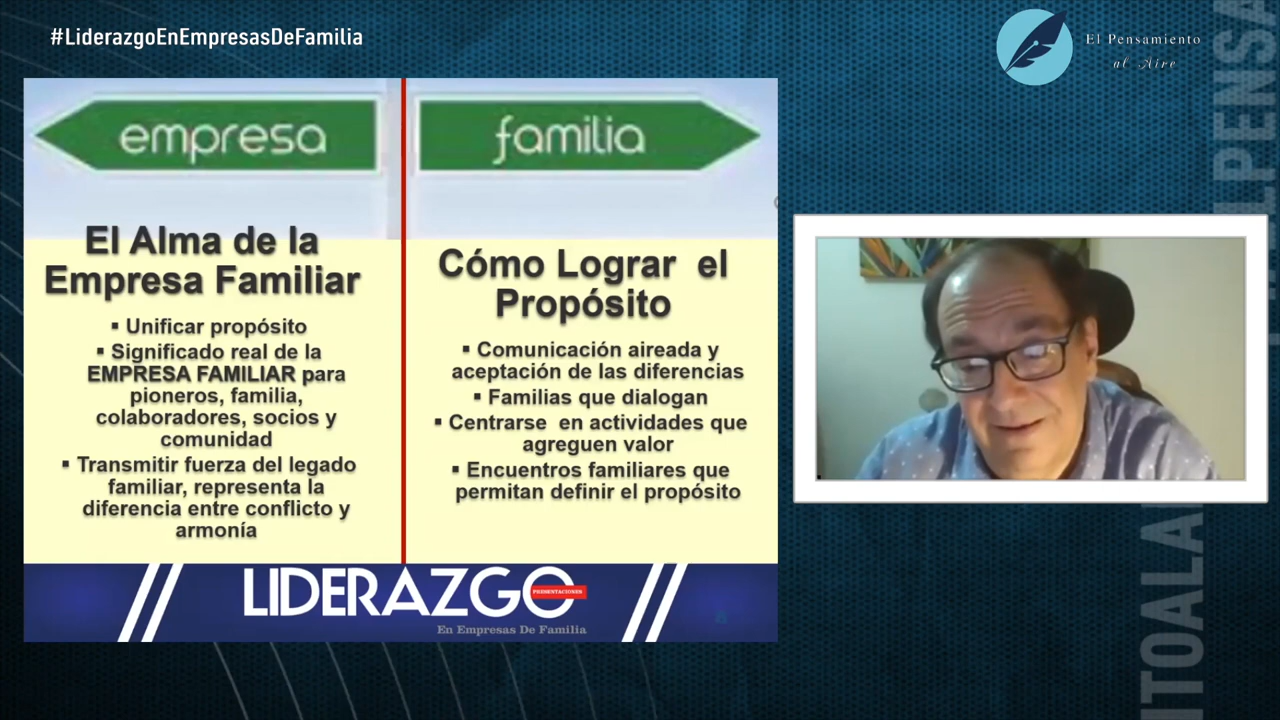 #LiderazgoEnEmpresasDeFamilia
El Pensamiento
al Aire
empresa
familia
El Alma de la
Empresa Familiar
▪ Unificar propósito
▪ Significado real de la
EMPRESA FAMILIAR para
pioneros, familia,
colaboradores, socios y
comunidad
▪ Transmitir fuerza del legado
familiar, representa la
diferencia entre conflicto y
armonía
Cómo Lograr el
Propósito
▪ Comunicación aireada y
aceptación de las diferencias
▪ Familias que dialogan
▪ Centrarse en actividades que
agreguen valor
▪ Encuentros familiares que
permitan definir el propósito
LIDERAZGO
PRESENTACIONES
En Empresas De Familia